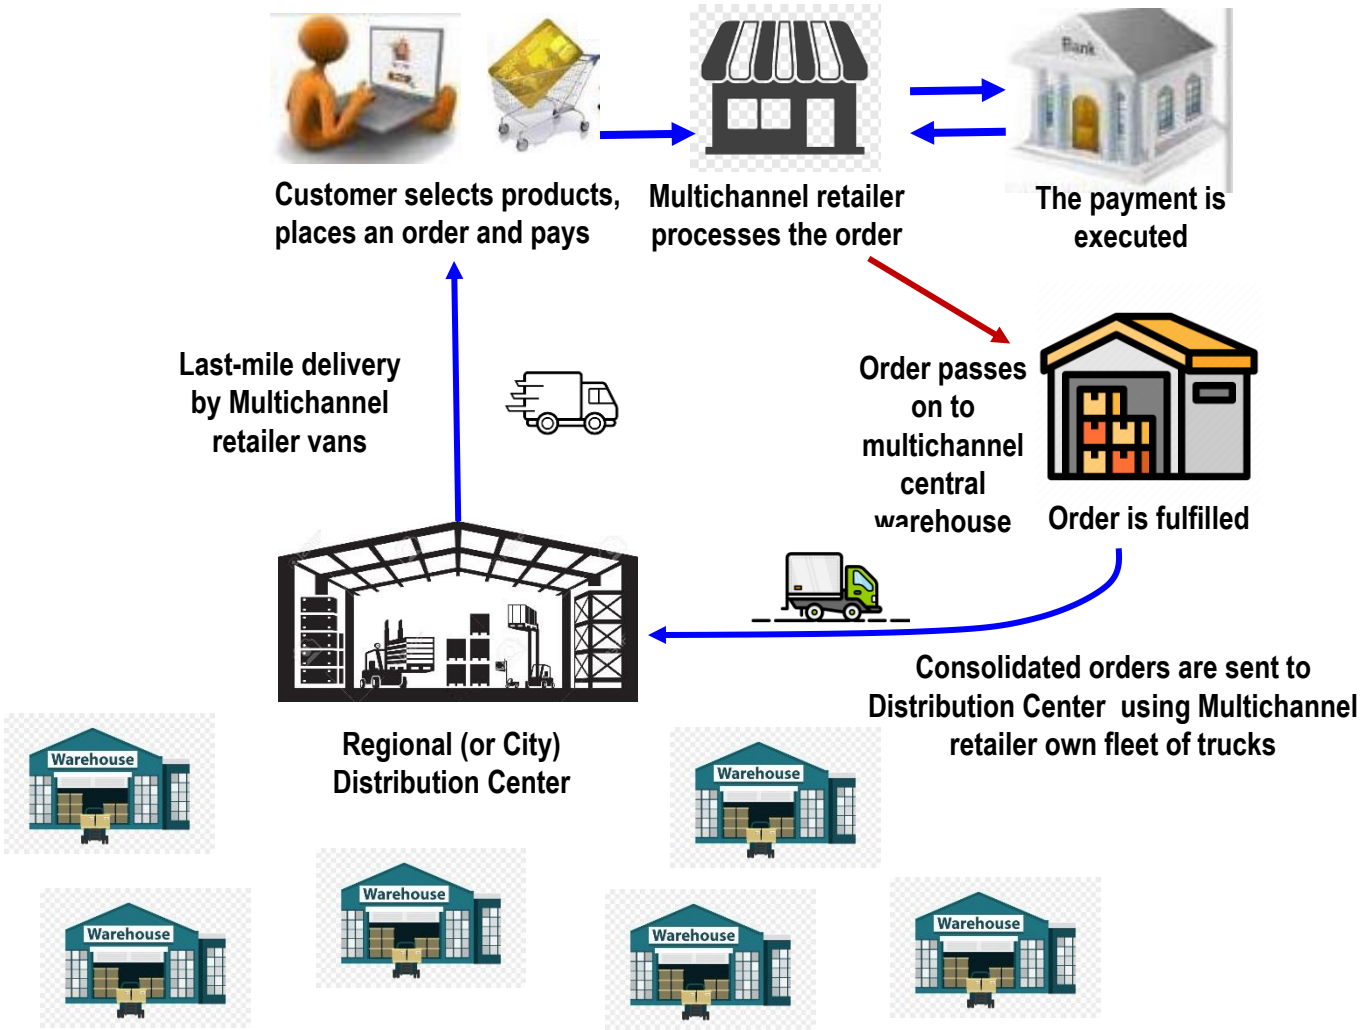 Bank
Customer selects products,
places an order and pays
Multichannel retailer
processes the order
The payment is
executed
Last-mile delivery
by Multichannel
retailer vans
Order passes
on to
multichannel
central
warehouse
Order is fulfilled
Consolidated orders are sent to
Distribution Center using Multichannel
retailer own fleet of trucks
Regional (or City)
Distribution Center
Warehouse
Warehouse
Warehouse
Warehouse
Warehouse
Warehouse